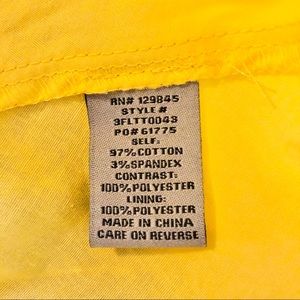 RN# 129845
STYLE #
3FLTT0043
PO# 61775
SELF:
97% COTTON
3% SPANDEX
CONTRAST:
100% POLYESTER
LINING:
100% POLYESTER
MADE IN CHINA
CARE ON REVERSE